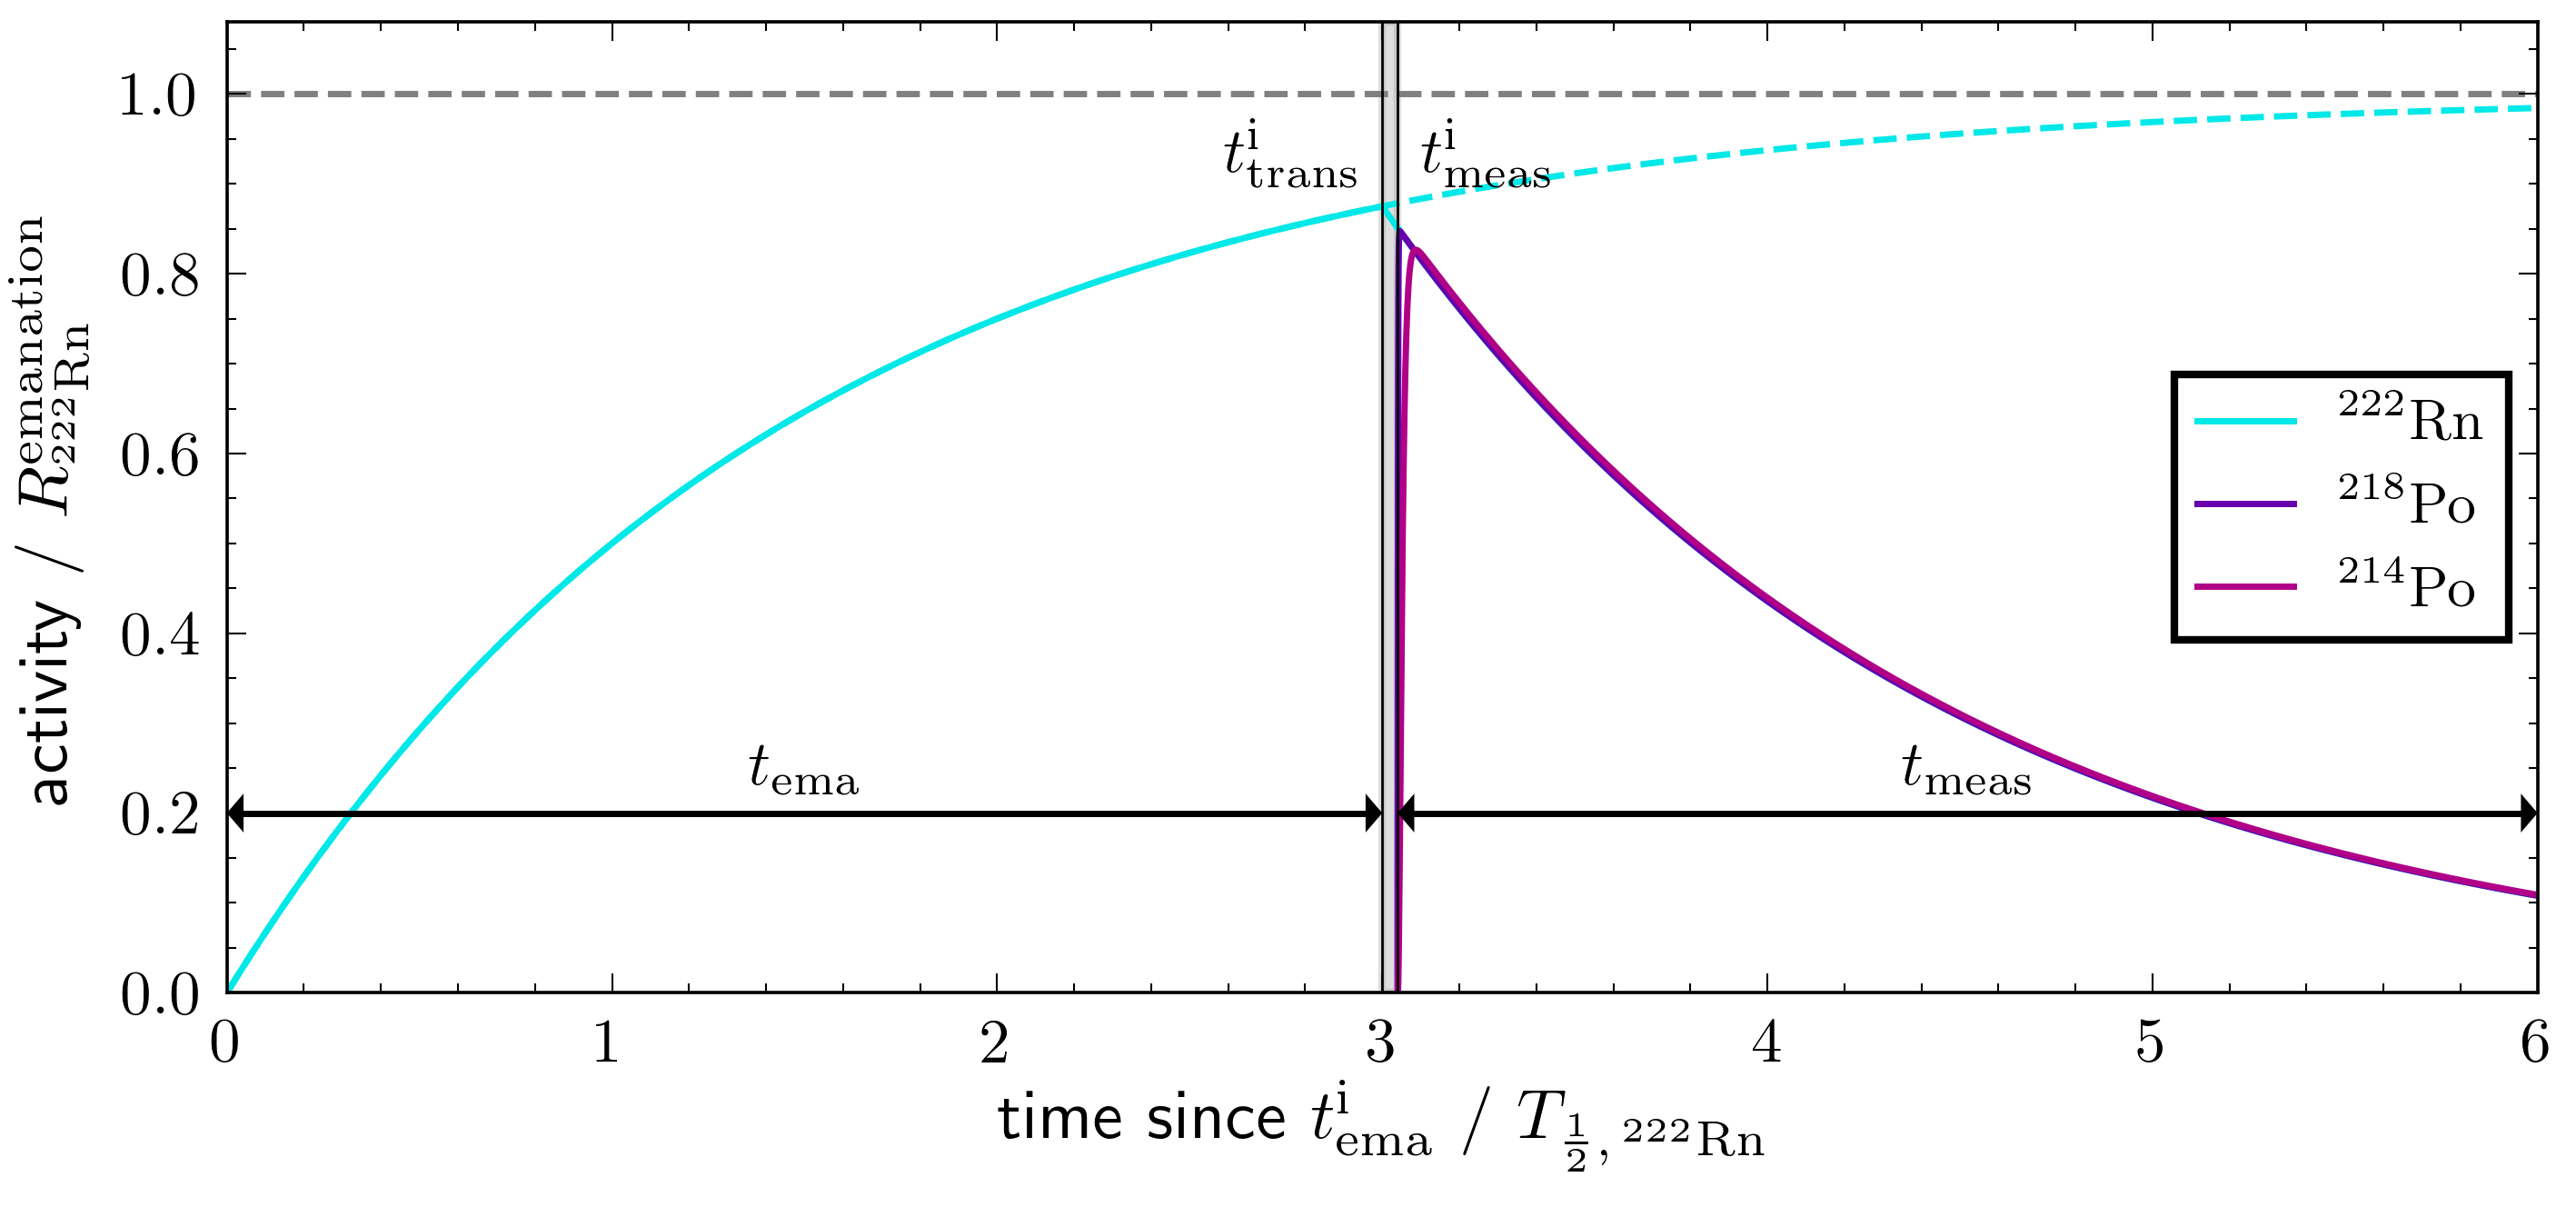 activity / R^emanation_222Rn
1.0
0.8
0.6
0.4
0.2
0.0
t^i_trans
t^i_meas
²²²Rn
²¹⁸Po
²¹⁴Po
t_ema
t_meas
0 1 2 3 4 5 6
time since t^i_ema / T_1/2, ²²²Rn